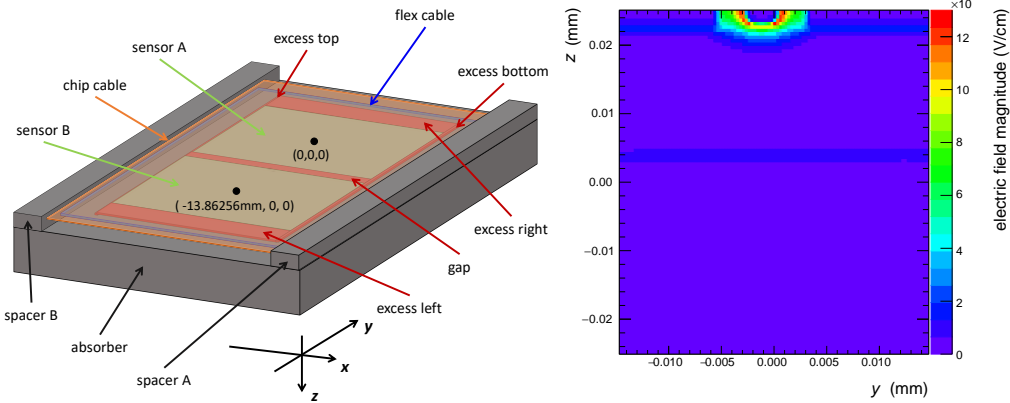 flex cable
sensor A
excess top
excess bottom
chip cable
sensor B
(0,0,0)
( -13.86256mm, 0, 0)
excess right
gap
excess left
spacer B
absorber
spacer A
y
x
z
z (mm)
0.02
0.01
0.00
−0.01
−0.02
−0.010
−0.005
0.000
0.005
0.010
y (mm)
×10
12
10
8
6
4
2
0
electric field magnitude (V/cm)